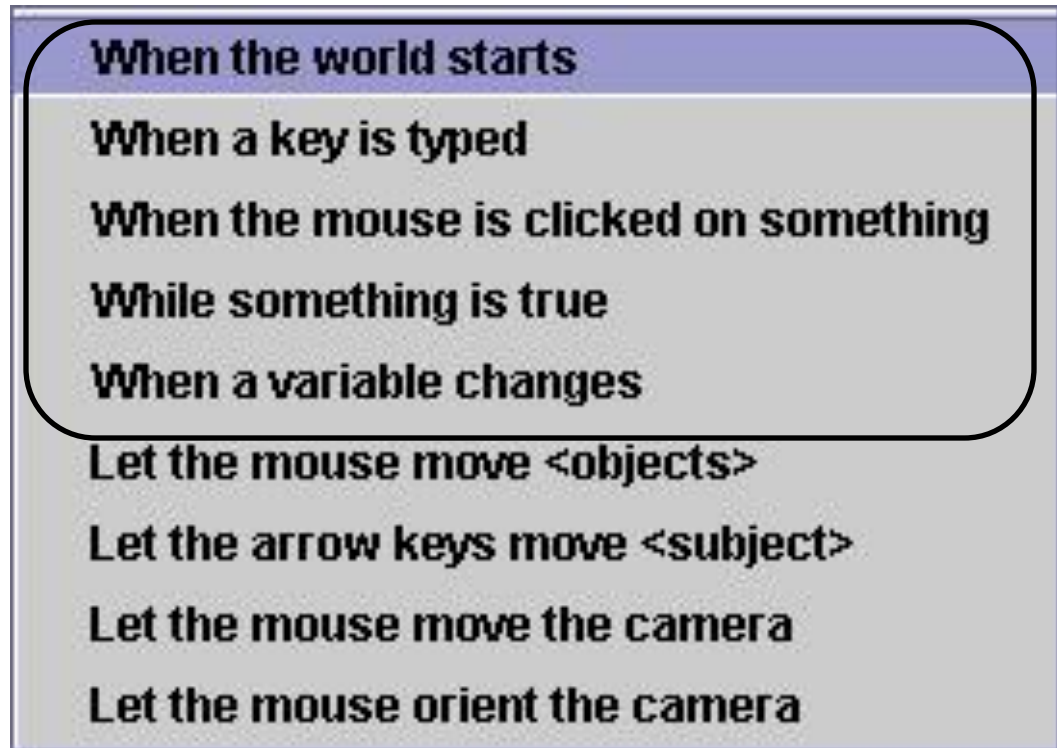 When the world starts
When a key is typed
When the mouse is clicked on something
While something is true
When a variable changes
Let the mouse move <objects>
Let the arrow keys move <subject>
Let the mouse move the camera
Let the mouse orient the camera